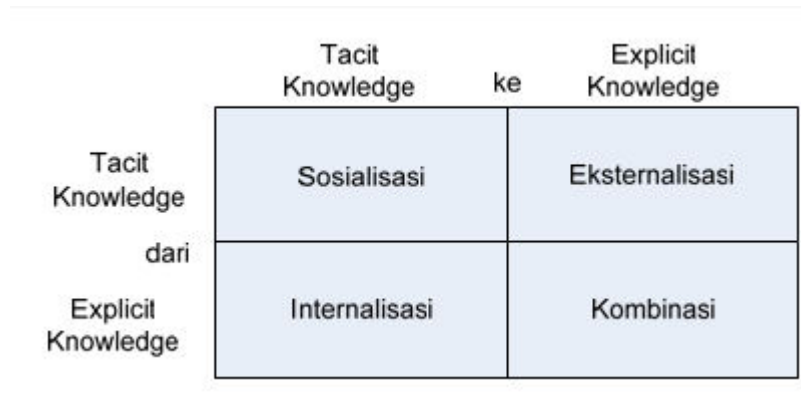 Tacit
Knowledge
ke
Explicit
Knowledge
Tacit
Knowledge
Sosialisasi
Eksternalisasi
dari
Explicit
Knowledge
Internalisasi
Kombinasi